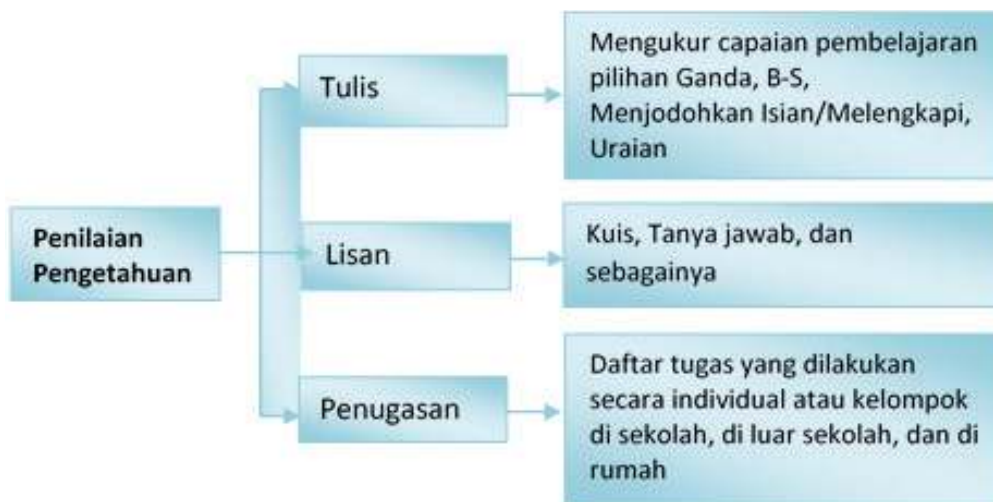 Penilaian
Pengetahuan
Tulis
Mengukur capaian pembelajaran
pilihan Ganda, B-S,
Menjodohkan Isian/Melengkapi,
Uraian
Lisan
Kuis, Tanya jawab, dan
sebagainya
Penugasan
Daftar tugas yang dilakukan
secara individual atau kelompok
di sekolah, di luar sekolah, dan di
rumah